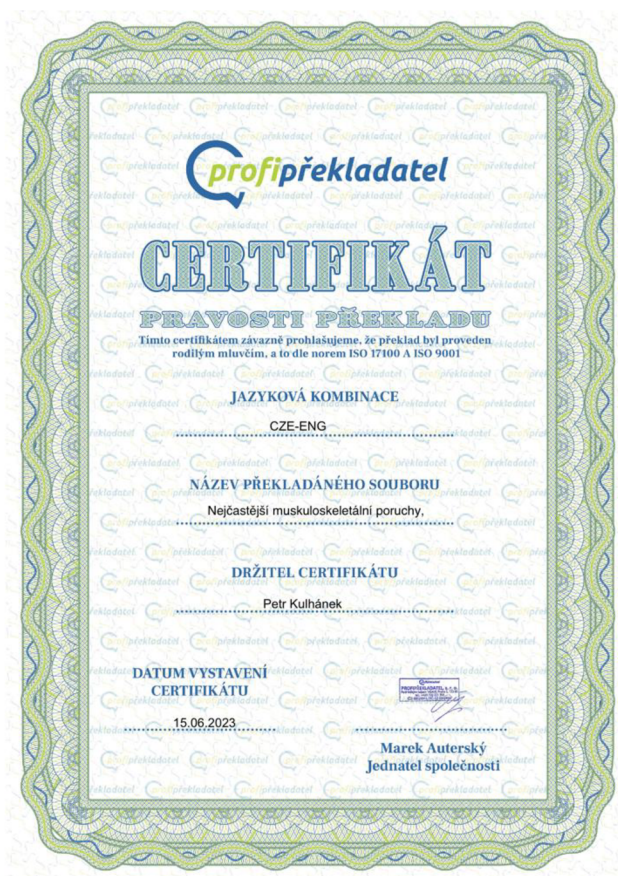 profipřekladatel
CERTIFIKÁT
PRAVOSTI PŘEKLADU
Tímto certifikátem závazně prohlašujeme, že překlad byl proveden
rodilým mluvčím, a to dle norem ISO 17100 A ISO 9001
JAZYKOVÁ KOMBINACE
CZE-ENG
NÁZEV PŘEKLÁDÁNÉHO SOUBORU
Nejčastější muskuloskeletální poruchy,
DRŽITEL CERTIFIKÁTU
Petr Kulhánek
DATUM VYSTAVENÍ
CERTIFIKÁTU
15.06.2023
PROFIPŘEKLADATEL, s. r. o.
Marek Auterský
Jednatel společnosti